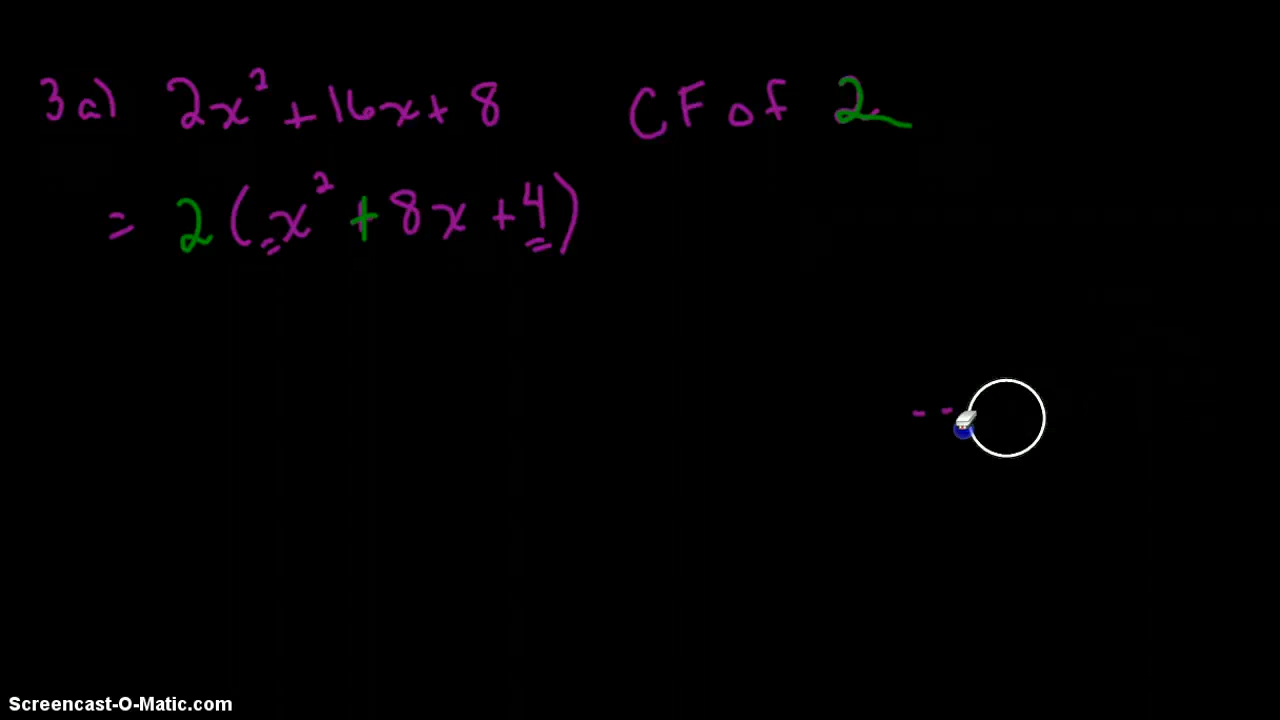 3a) 2x² + 16x + 8 CF of 2
= 2(x² + 8x + 4)
Screencast-O-Matic.com